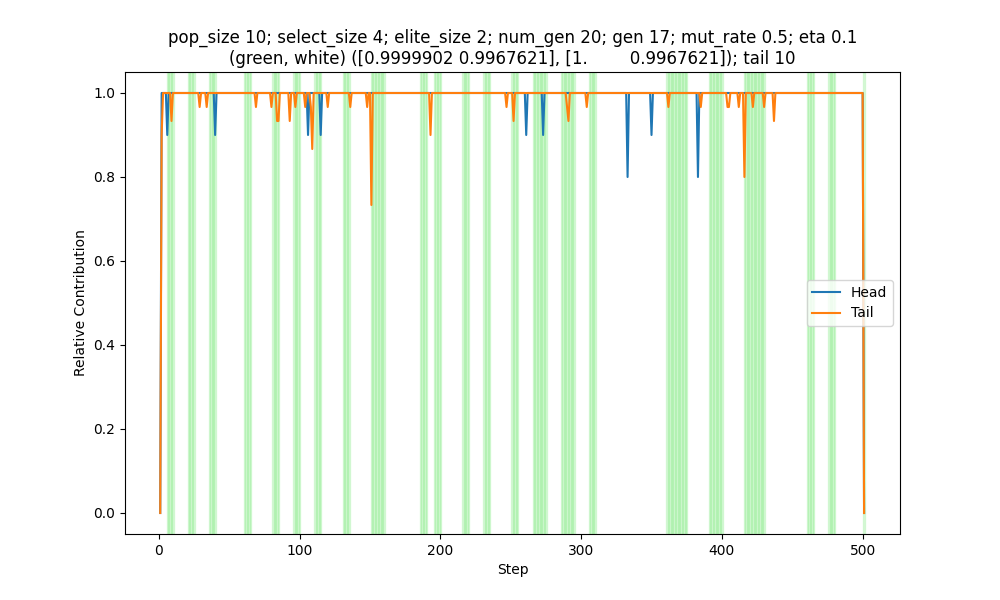 pop_size 10; select_size 4; elite_size 2; num_gen 20; gen 17; mut_rate 0.5; eta 0.1
(green, white) ([0.9999902 0.9967621], [1.        0.9967621]); tail 10
1.0
0.8
0.6
0.4
0.2
0.0
Relative Contribution
Head
Tail
0
100
200
300
400
500
Step